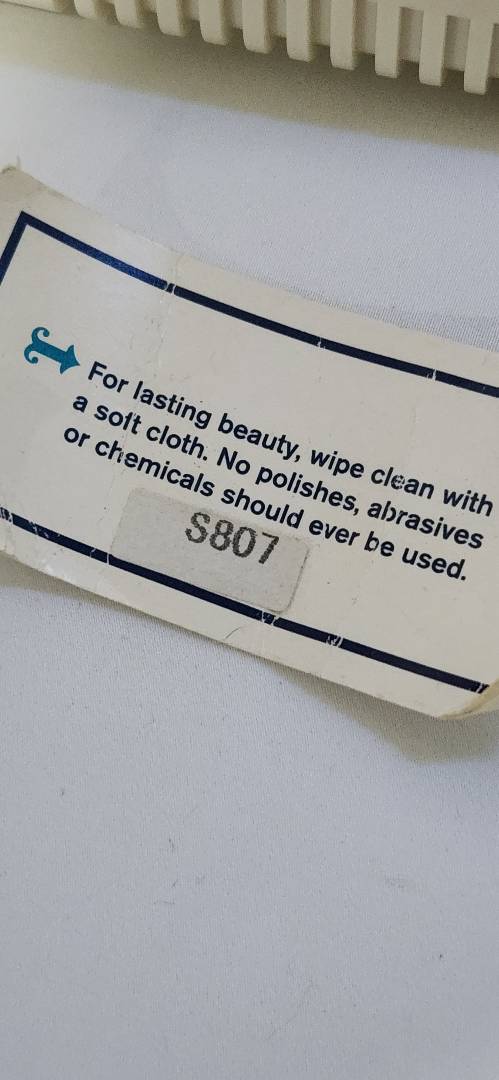 For lasting beauty, wipe clean with
a soft cloth. No polishes, abrasives
or chemicals should ever be used.
S807